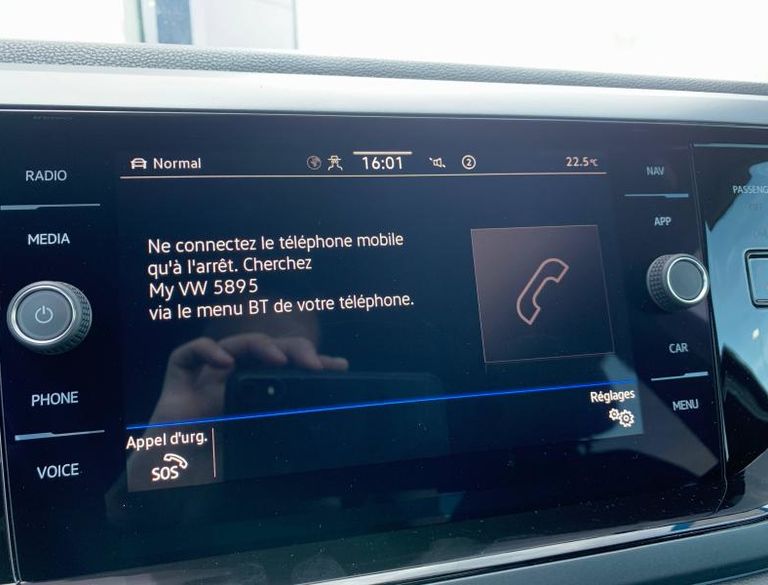 Normal
16:01
2
22.5°C
RADIO
MEDIA
PHONE
VOICE
Ne connectez le téléphone mobile
qu'à l'arrêt. Cherchez
My VW 5895
via le menu BT de votre téléphone.
Appel d'urg.
SOS
Réglages
NAV
APP
CAR
MENU